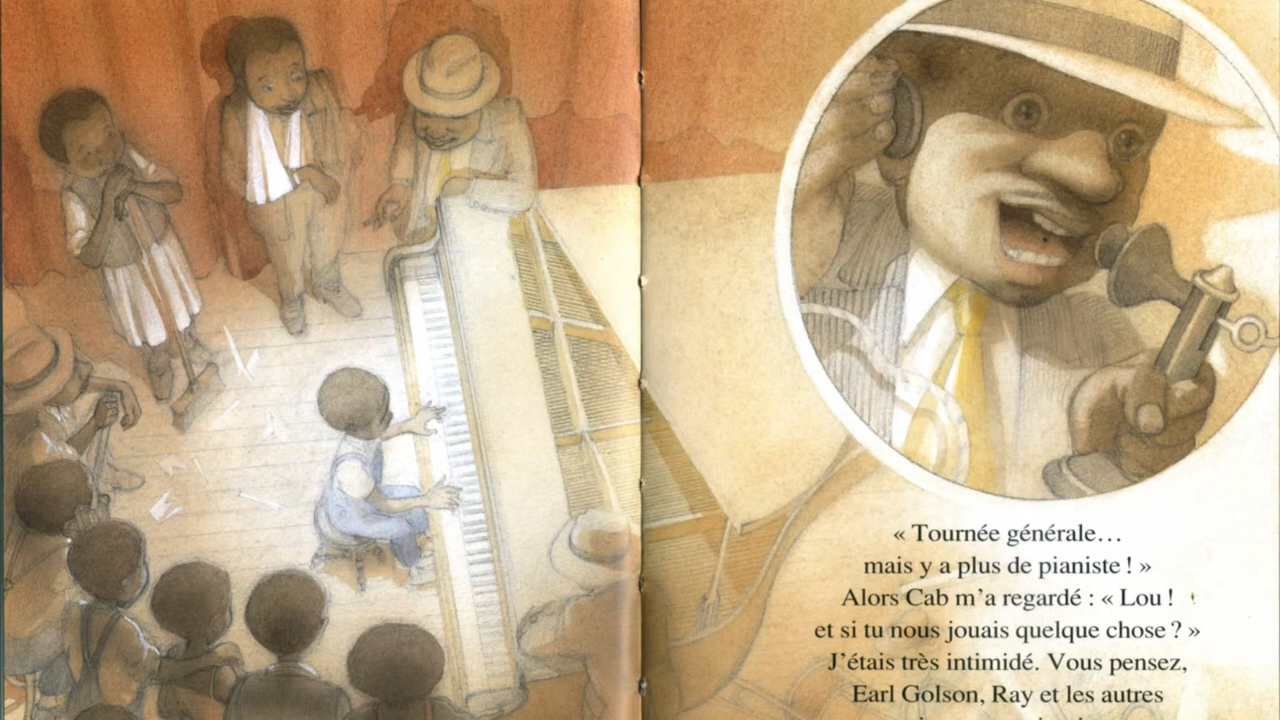 « Tournée générale…
mais y a plus de pianiste ! »
Alors Cab m’a regardé : « Lou !
et si tu nous jouais quelque chose ? »
J’étais très intimidé. Vous pensez,
Earl Golson, Ray et les autres